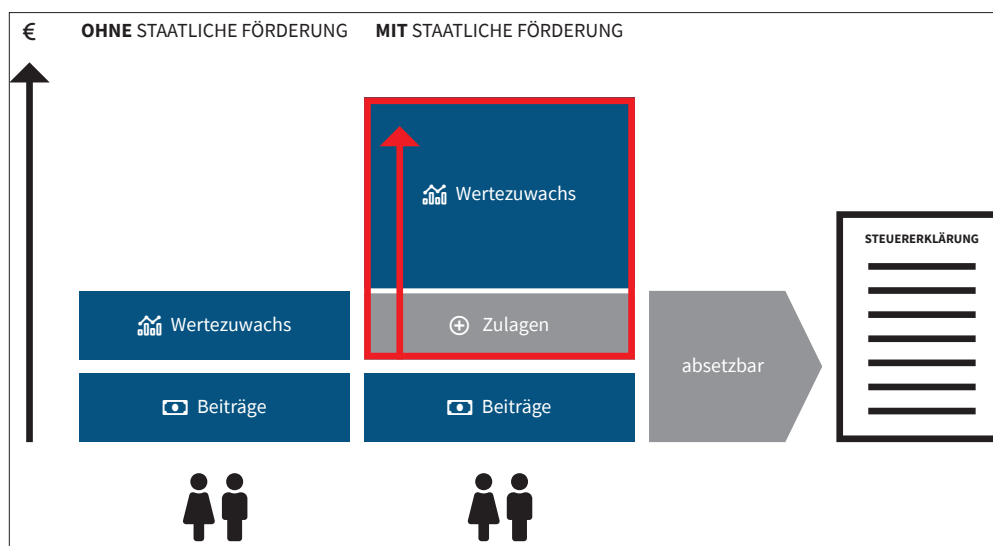 €
OHNE STAATLICHE FÖRDERUNG
MIT STAATLICHE FÖRDERUNG
Wertezuwachs
Beiträge
Wertezuwachs
Zulagen
Beiträge
absetzbar
STEUERERKLÄRUNG